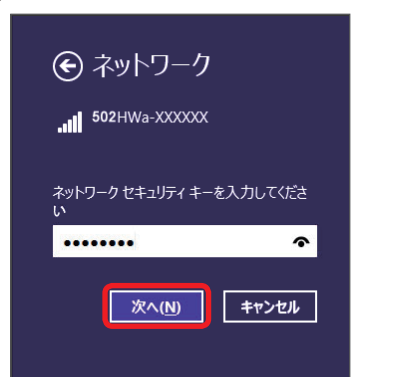 ネットワーク
502HWa-XXXXXX
ネットワーク セキュリティ キーを入力してくださ
い
••••••••
次へ(N)
キャンセル